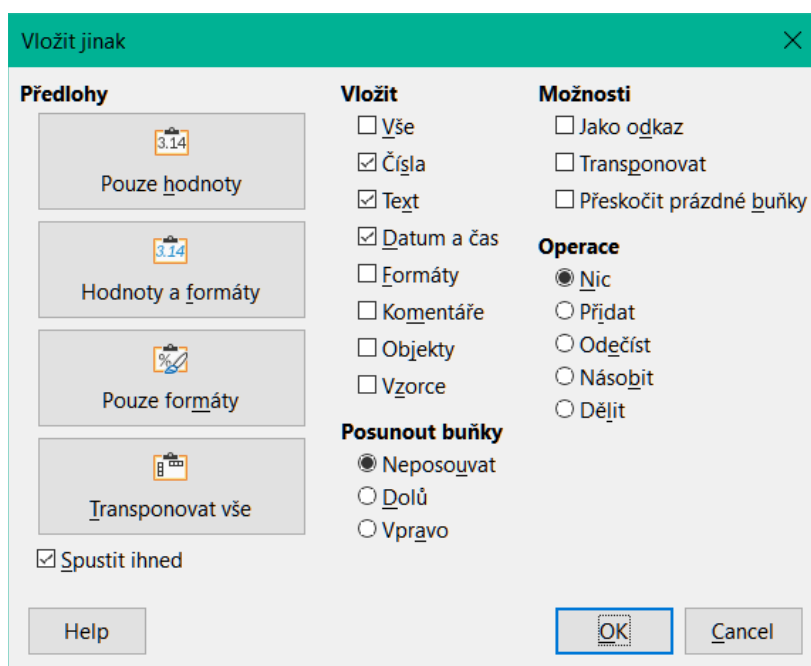 Vložit jinak
Předlohy
3.14
Pouze hodnoty
3.14
Hodnoty a formáty
%
Pouze formáty
Transponovat vše
Spustit ihned
Vložit
Vše
Čísla
Text
Datum a čas
Formáty
Komentáře
Objekty
Vzorce
Posunout buňky
Neposouvat
Dolů
Vpravo
Možnosti
Jako odkaz
Transponovat
Přeskočit prázdné buňky
Operace
Nic
Přidat
Odečíst
Násobit
Dělit
Help
OK
Cancel